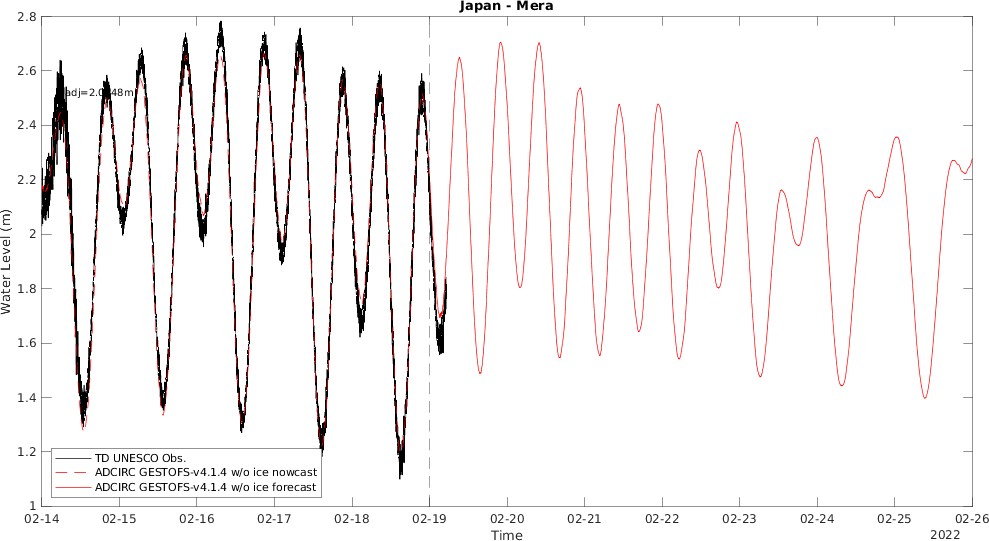 Japan - Mera
2.8
2.6
2.4
2.2
2
1.8
1.6
1.4
1.2
1
Water Level (m)
TD UNESCO Obs.
ADCIRC GESTOFS-v4.1.4 w/o ice nowcast
ADCIRC GESTOFS-v4.1.4 w/o ice forecast
02-14 02-15 02-16 02-17 02-18 02-19 02-20 02-21 02-22 02-23 02-24 02-25 02-26
Time
2022